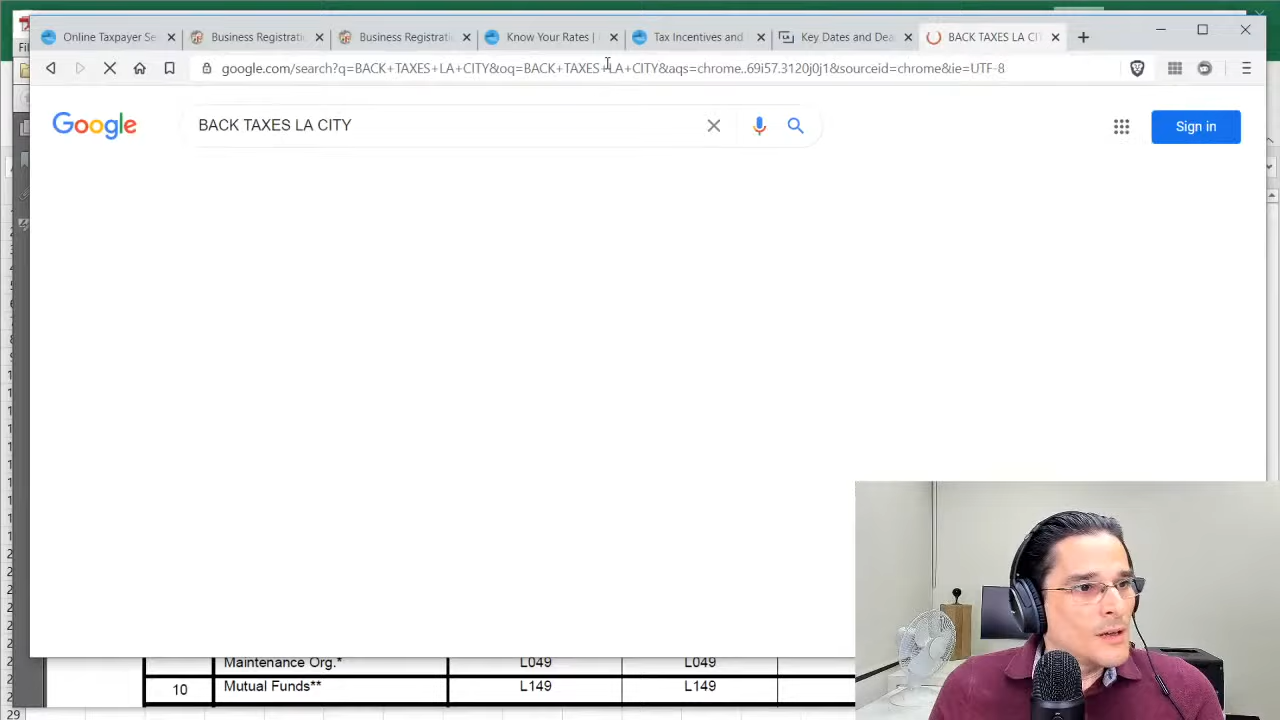 Fil
Online Taxpayer Se
Business Registrati
Business Registrati
Know Your Rates |
Tax Incentives and
Key Dates and Dea
BACK TAXES LA CIT
google.com/search?q=BACK+TAXES+LA+CITY&oq=BACK+TAXES+LA+CITY&aqs=chrome..69i57.3120j0j1&sourceid=chrome&ie=UTF-8
Google
BACK TAXES LA CITY
Sign in
Maintenance Org.* L049 L049
10 Mutual Funds** L149 L149
29